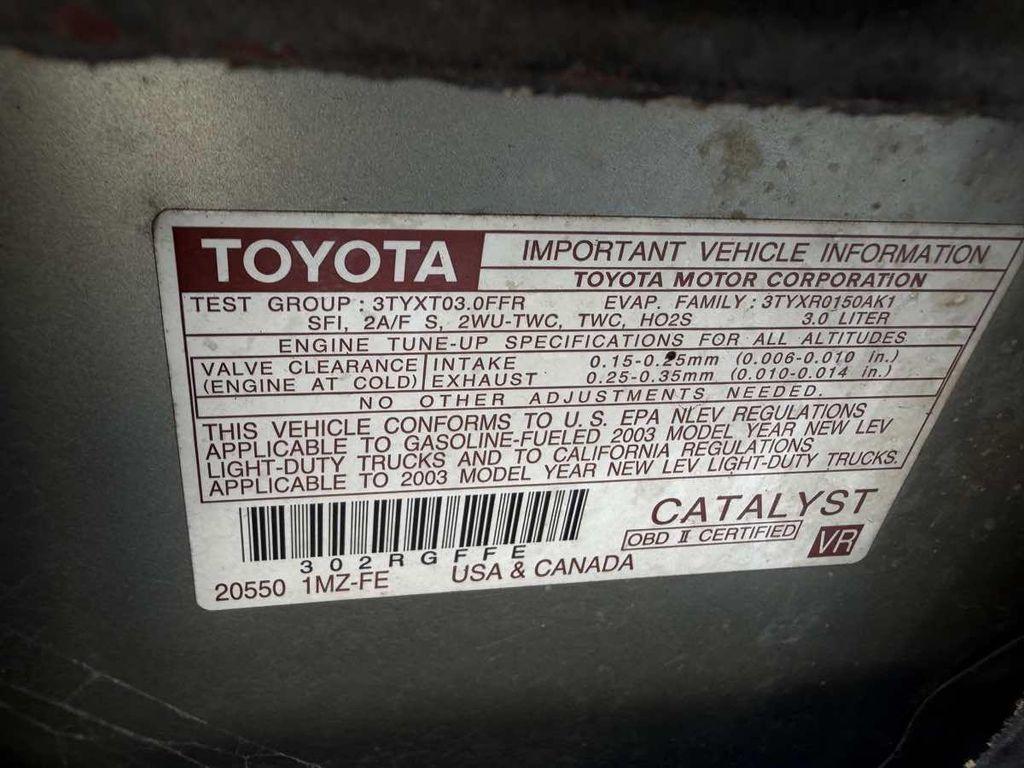 TOYOTA
IMPORTANT VEHICLE INFORMATION
TOYOTA MOTOR CORPORATION
TEST GROUP : 3TYXT03.0FFR EVAP. FAMILY : 3TYXR0150AK1
SFI, 2A/F S, 2WU-TWC, TWC, HO2S 3.0 LITER
ENGINE TUNE-UP SPECIFICATIONS FOR ALL ALTITUDES
VALVE CLEARANCE INTAKE 0.15-0.25mm (0.006-0.010 in.)
(ENGINE AT COLD) EXHAUST 0.25-0.35mm (0.010-0.014 in.)
NO OTHER ADJUSTMENTS NEEDED.
THIS VEHICLE CONFORMS TO U.S. EPA NLEV REGULATIONS
APPLICABLE TO GASOLINE-FUELED 2003 MODEL YEAR NEW LEV
LIGHT-DUTY TRUCKS AND TO CALIFORNIA REGULATIONS
APPLICABLE TO 2003 MODEL YEAR NEW LEV LIGHT-DUTY TRUCKS.
CATALYST
OBD II CERTIFIED VR
302RGFFE
20550 1MZ-FE USA & CANADA